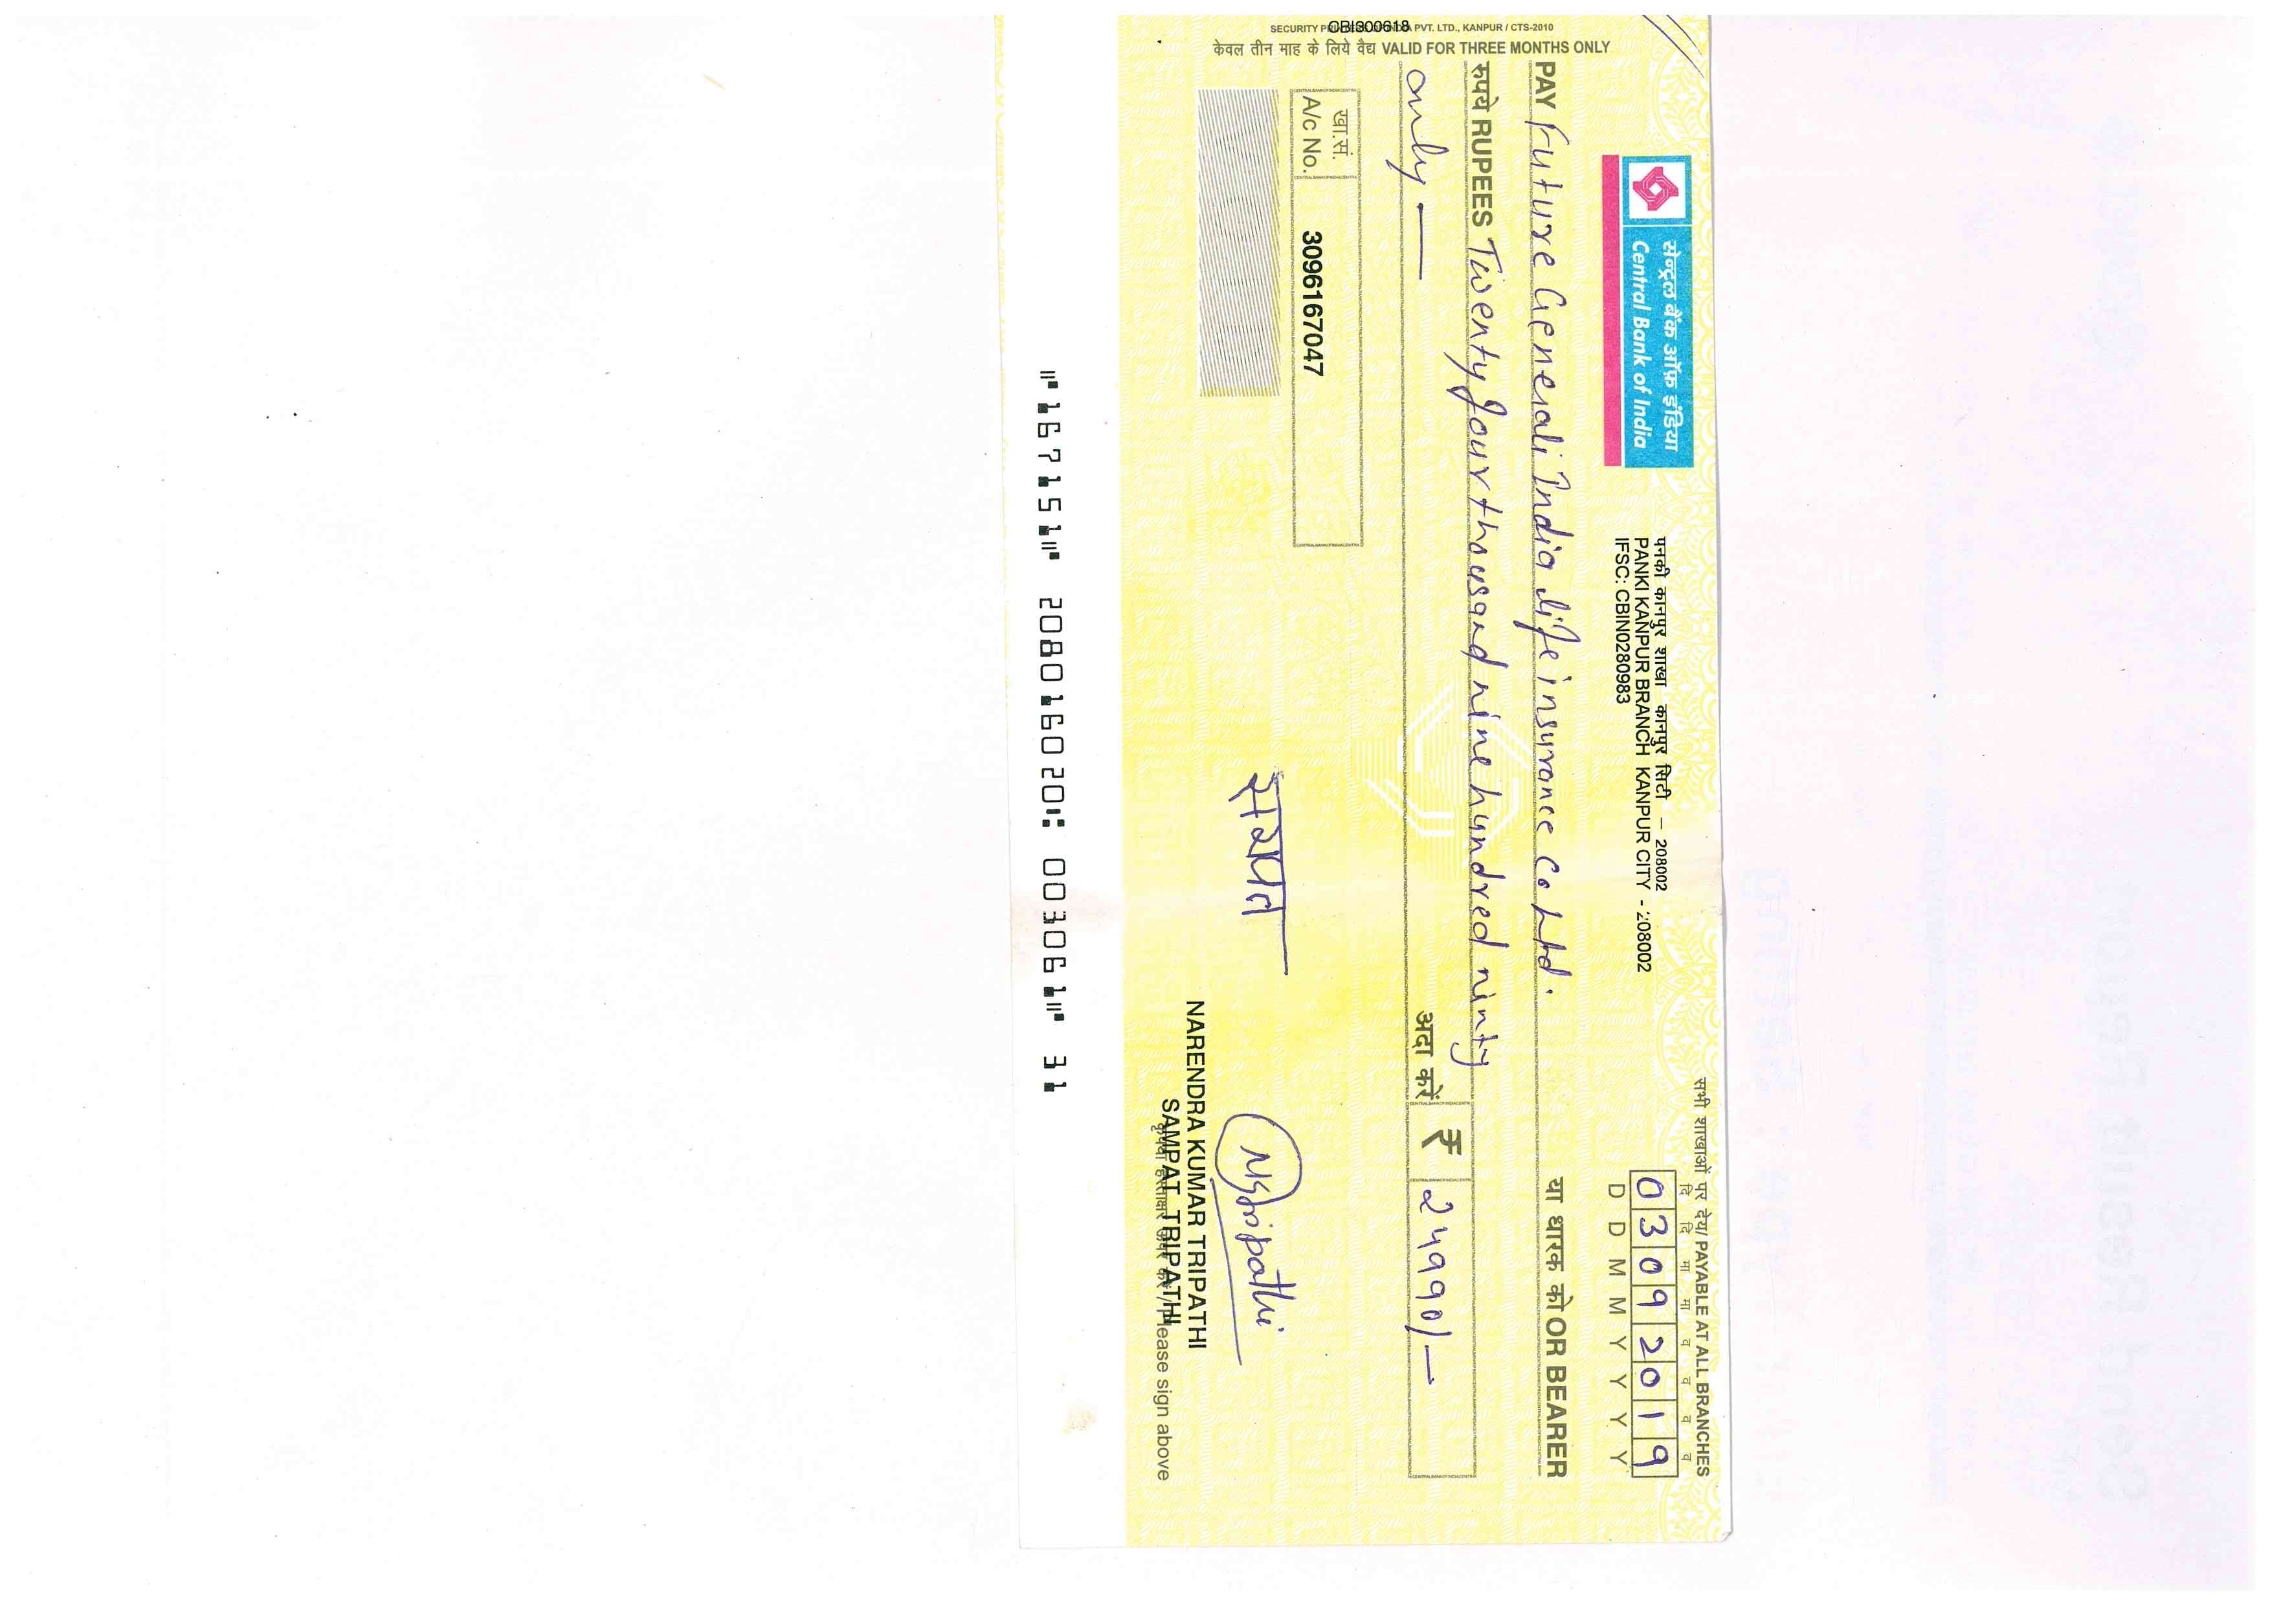 सभी शाखाओं पर देय/ PAYABLE AT ALL BRANCHES
सेन्ट्रल बैंक ऑफ़ इंडिया
Central Bank of India
पनकी कानपुर शाखा कानपुर सिटी – 208002
PANKI KANPUR BRANCH KANPUR CITY - 208002
IFSC: CBIN0280983
दि दि मा मा व व व व
0 3 0 9 2 0 1 9
D D M M Y Y Y Y
PAY Future Generali India life insurance Co Ltd.
या धारक को OR BEARER
रुपये RUPEES Twenty four thousand nine hundred ninty
only —
अदा करें ₹ 24990/-
खा.सं.
A/c No. 3096167047
NKtripathi
NARENDRA KUMAR TRIPATHI
SAMPAT TRIPATHI
कृपया हस्ताक्षर ऊपर करें / Please sign above
केवल तीन माह के लिये वैद्य VALID FOR THREE MONTHS ONLY
CBI300618
PVT. LTD., KANPUR / CTS-2010
⑈167151⑈ 208016020⑆ 003061⑈ 31